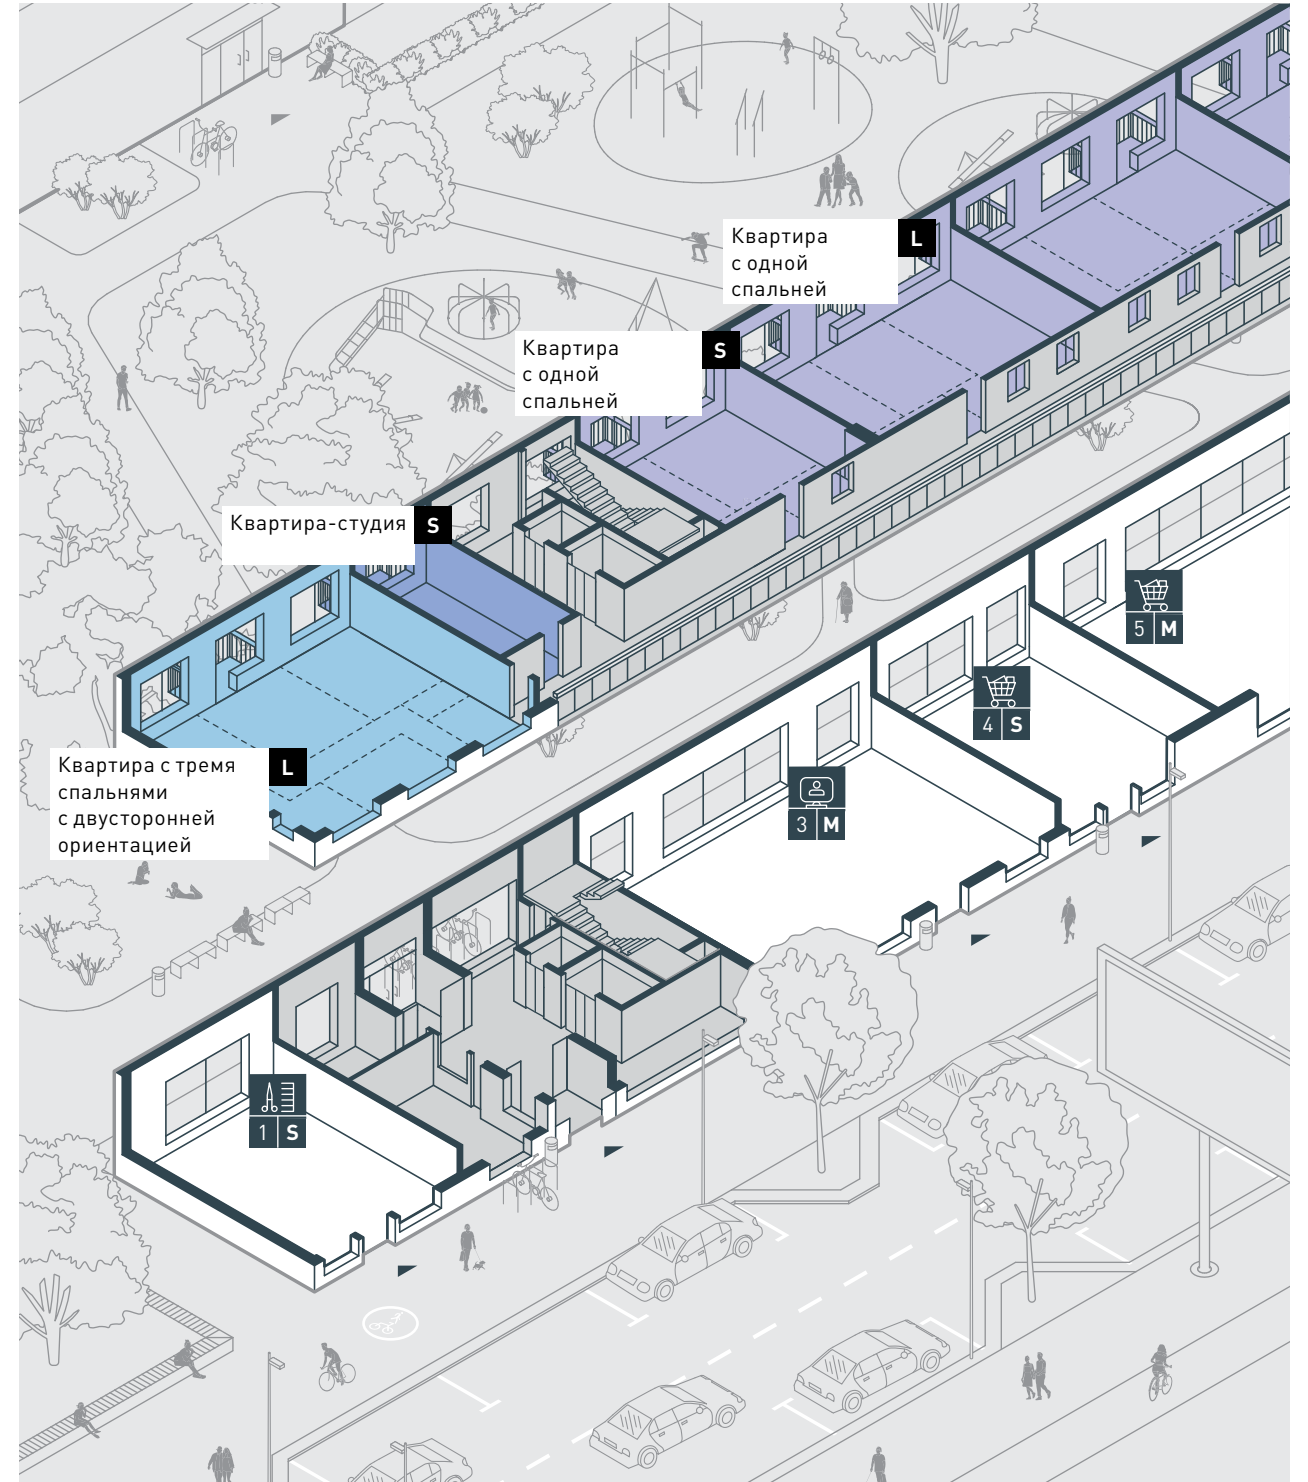 Квартира
с одной
спальней
L
Квартира
с одной
спальней
S
Квартира-студия
S
5 M
4 S
Квартира с тремя
спальнями
с двусторонней
ориентацией
L
3 M
1 S